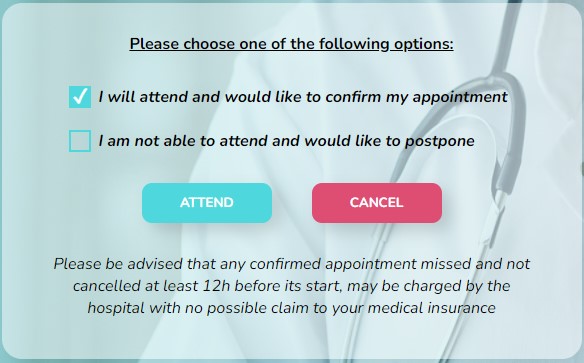 Please choose one of the following options:
I will attend and would like to confirm my appointment
I am not able to attend and would like to postpone
ATTEND
CANCEL
Please be advised that any confirmed appointment missed and not
cancelled at least 12h before its start, may be charged by the
hospital with no possible claim to your medical insurance